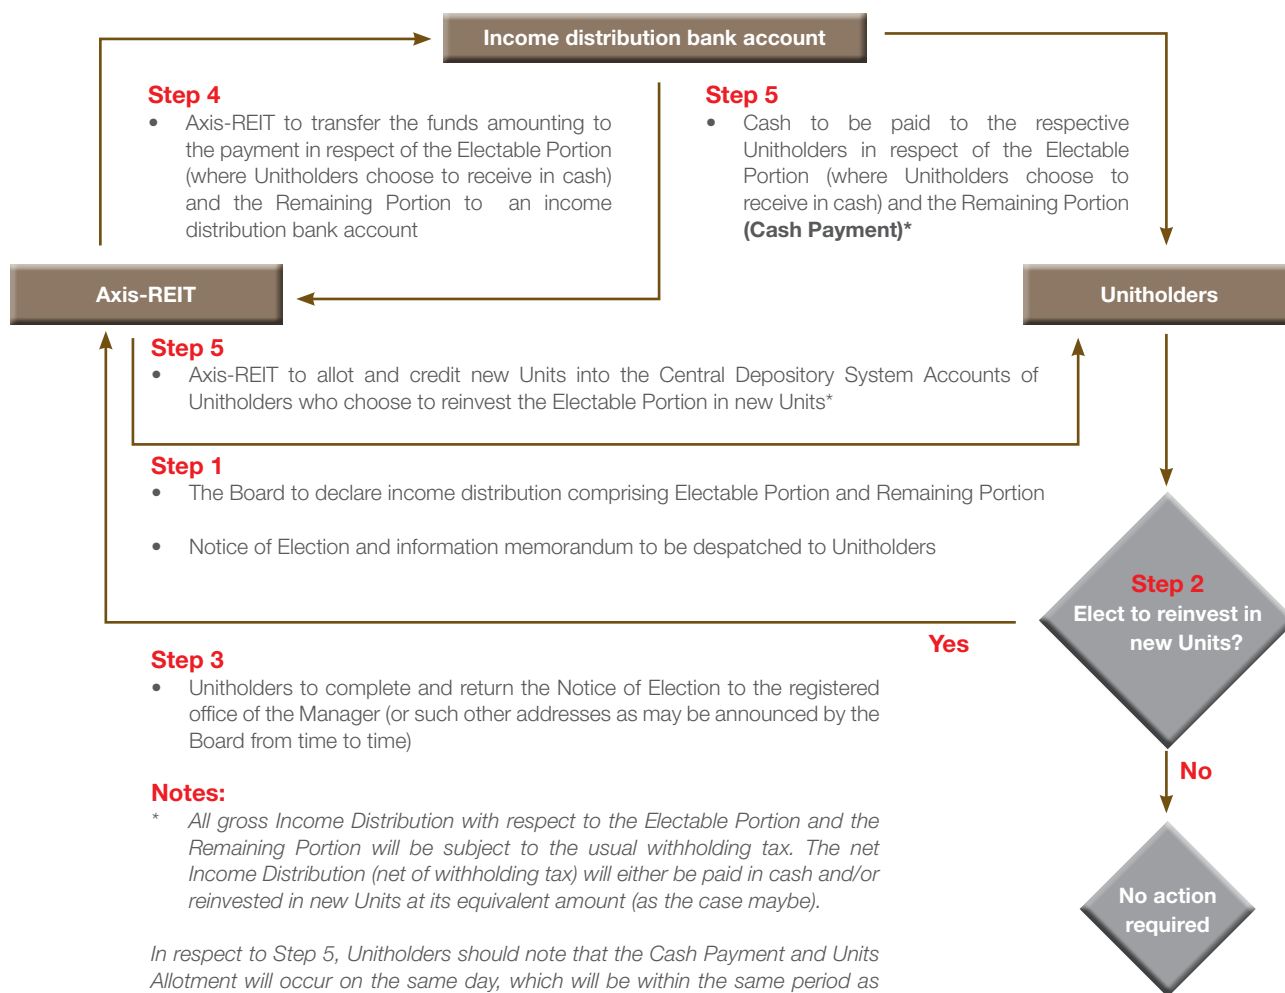 Income distribution bank account
Step 4
• Axis-REIT to transfer the funds amounting to
the payment in respect of the Electable Portion
(where Unitholders choose to receive in cash)
and the Remaining Portion to an income
distribution bank account
Step 5
• Cash to be paid to the respective
Unitholders in respect of the Electable
Portion (where Unitholders choose to
receive in cash) and the Remaining Portion
(Cash Payment)*
Axis-REIT
Unitholders
Step 5
• Axis-REIT to allot and credit new Units into the Central Depository System Accounts of
Unitholders who choose to reinvest the Electable Portion in new Units*
Step 1
• The Board to declare income distribution comprising Electable Portion and Remaining Portion
• Notice of Election and information memorandum to be despatched to Unitholders
Step 2
Elect to reinvest in
new Units?
Yes
Step 3
• Unitholders to complete and return the Notice of Election to the registered
office of the Manager (or such other addresses as may be announced by the
Board from time to time)
No
No action
required
Notes:
* All gross Income Distribution with respect to the Electable Portion and the
Remaining Portion will be subject to the usual withholding tax. The net
Income Distribution (net of withholding tax) will either be paid in cash and/or
reinvested in new Units at its equivalent amount (as the case maybe).
In respect to Step 5, Unitholders should note that the Cash Payment and Units
Allotment will occur on the same day, which will be within the same period as